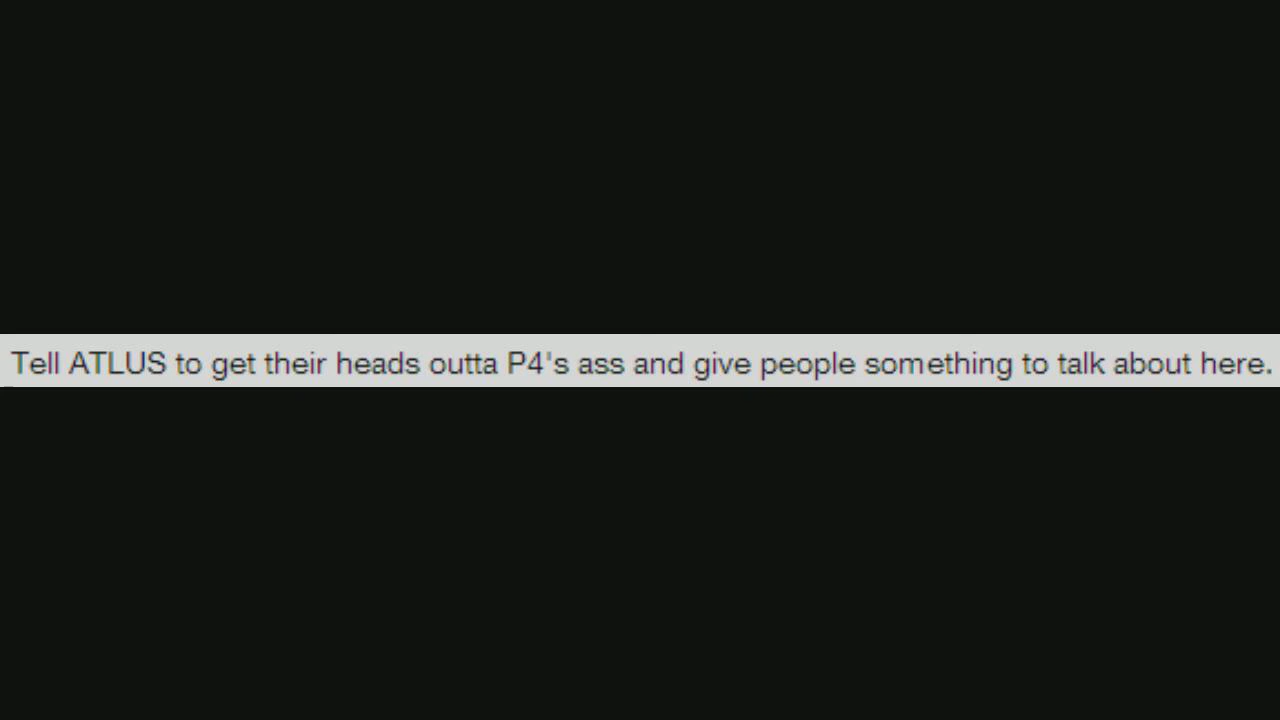 Tell ATLUS to get their heads outta P4's ass and give people something to talk about here.